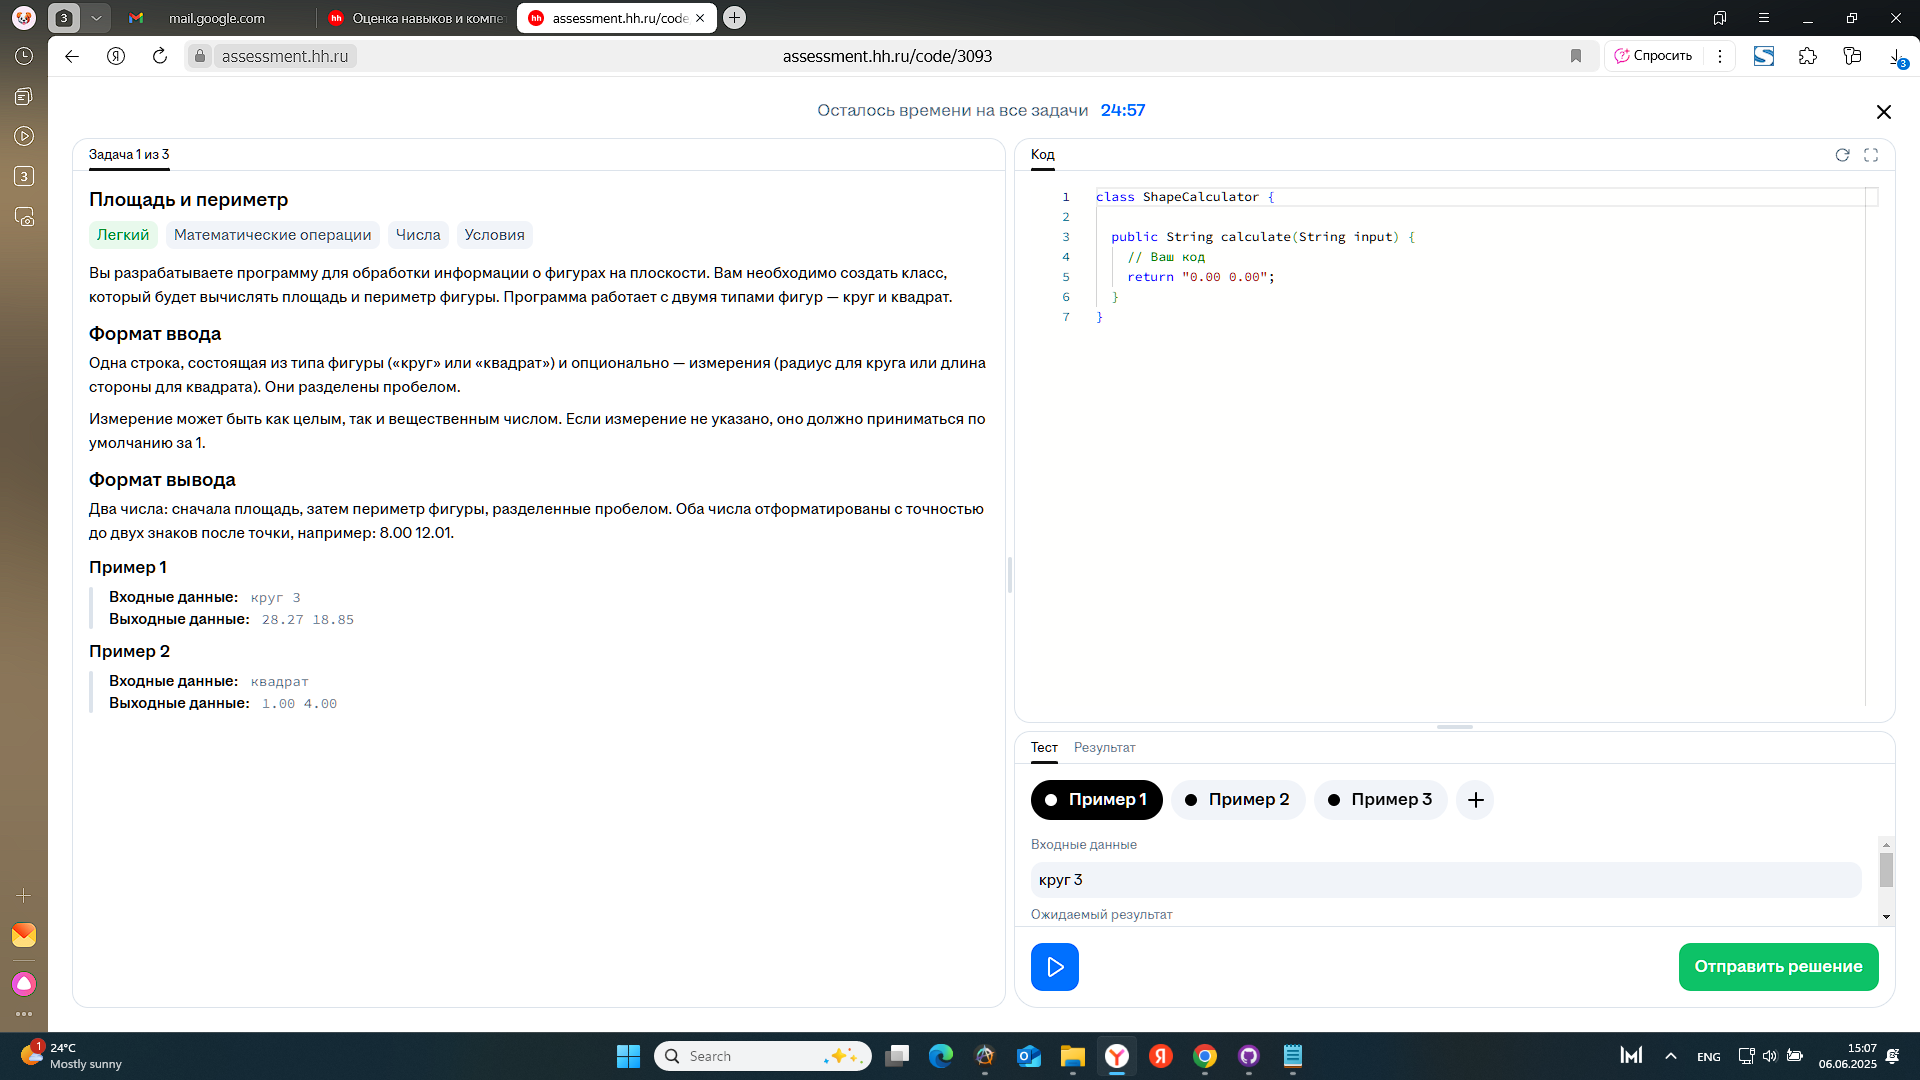 3
mail.google.com
hh
Оценка навыков и компе
hh
assessment.hh.ru/code
assessment.hh.ru
assessment.hh.ru/code/3093
Спросить
3
3
Осталось времени на все задачи 24:57
Задача 1 из 3
Площадь и периметр
Легкий
Математические операции
Числа
Условия
Вы разрабатываете программу для обработки информации о фигурах на плоскости. Вам необходимо создать класс,
который будет вычислять площадь и периметр фигуры. Программа работает с двумя типами фигур — круг и квадрат.
Формат ввода
Одна строка, состоящая из типа фигуры («круг» или «квадрат») и опционально — измерения (радиус для круга или длина
стороны для квадрата). Они разделены пробелом.
Измерение может быть как целым, так и вещественным числом. Если измерение не указано, оно должно приниматься по
умолчанию за 1.
Формат вывода
Два числа: сначала площадь, затем периметр фигуры, разделенные пробелом. Оба числа отформатированы с точностью
до двух знаков после точки, например: 8.00 12.01.
Пример 1
Входные данные: круг 3
Выходные данные: 28.27 18.85
Пример 2
Входные данные: квадрат
Выходные данные: 1.00 4.00
Код
1 class ShapeCalculator {
2
3 public String calculate(String input) {
4 // Ваш код
5 return "0.00 0.00";
6 }
7 }
Тест
Результат
Пример 1
Пример 2
Пример 3
Входные данные
круг 3
Ожидаемый результат
Отправить решение
1
24°C
Mostly sunny
Search
ENG
15:07
06.06.2025